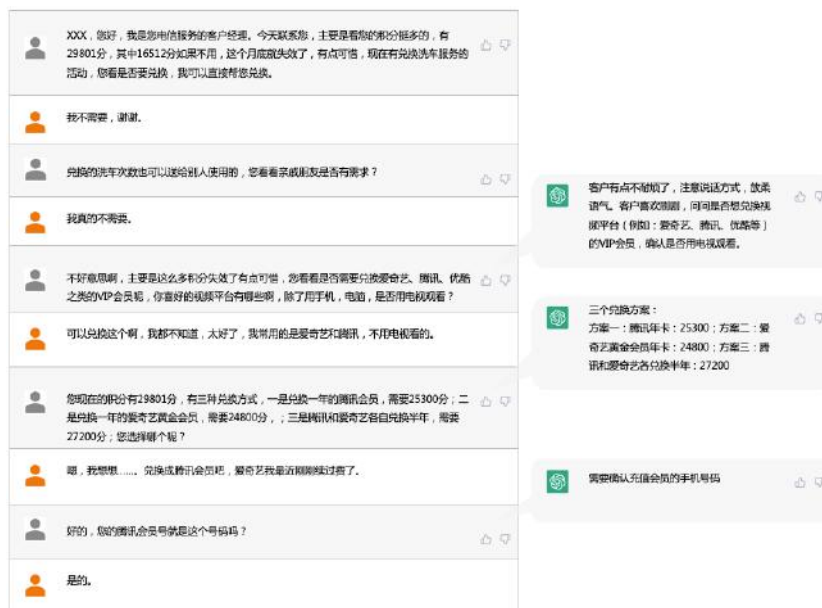 XXX，您好，我是您电信服务的客户经理。今天联系您，主要是看您的积分挺多的，有
29801分，其中16512分如果不用，这个月底就失效了，有点可惜，现在有兑换洗车服务的
活动，您看是否要兑换，我可以直接帮您兑换。
我不需要，谢谢。
兑换的洗车次数也可以送给别人使用的，您看看亲戚朋友是否有需求？
我真的不需要。
客户有点不耐烦了，注意说话方式，放柔
语气。客户喜欢刷剧，问问是否想兑换视
频平台（例如：爱奇艺、腾讯、优酷等）
的VIP会员，确认是否用电视观看。
不好意思啊，主要是这么多积分失效了有点可惜，您看看是否需要兑换爱奇艺、腾讯、优酷
之类的VIP会员呢，你喜好的视频平台有哪些啊，除了用手机，电脑，是否用电视观看？
可以兑换这个啊，我都不知道，太好了，我常用的是爱奇艺和腾讯，不用电视看的。
三个兑换方案：
方案一：腾讯年卡：25300；方案二：爱
奇艺黄金会员年卡：24800；方案三：腾
讯和爱奇艺各兑换半年：27200
您现在的积分有29801分，有三种兑换方式，一是兑换一年的腾讯会员，需要25300分；二
是兑换一年的爱奇艺黄金会员，需要24800分，；三是腾讯和爱奇艺各自兑换半年，需要
27200分；您选择哪个呢？
嗯，我想想……。兑换成腾讯会员吧，爱奇艺我最近刚刚续过费了。
需要确认充值会员的手机号码
好的，您的腾讯会员号就是这个号码吗？
是的。